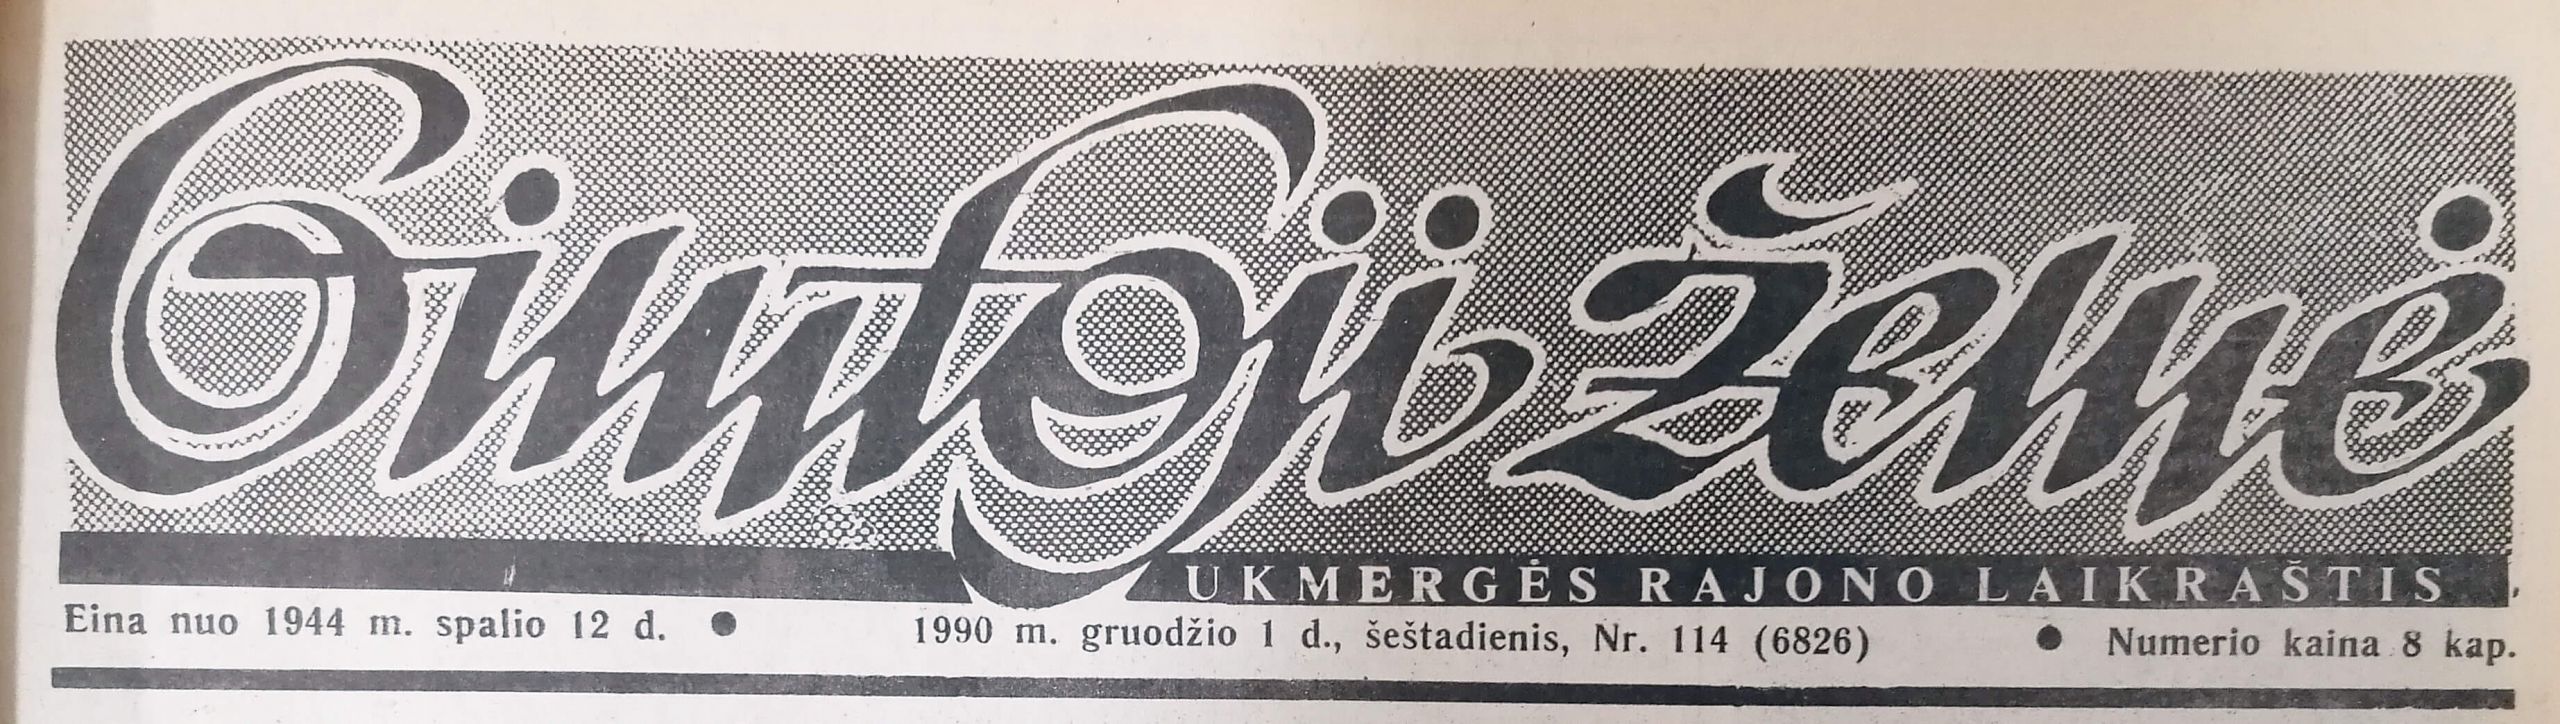 Gimtoji žemė
UKMERGĖS RAJONO LAIKRAŠTIS
Eina nuo 1944 m. spalio 12 d. ● 1990 m. gruodžio 1 d., šeštadienis, Nr. 114 (6826) ● Numerio kaina 8 kap.